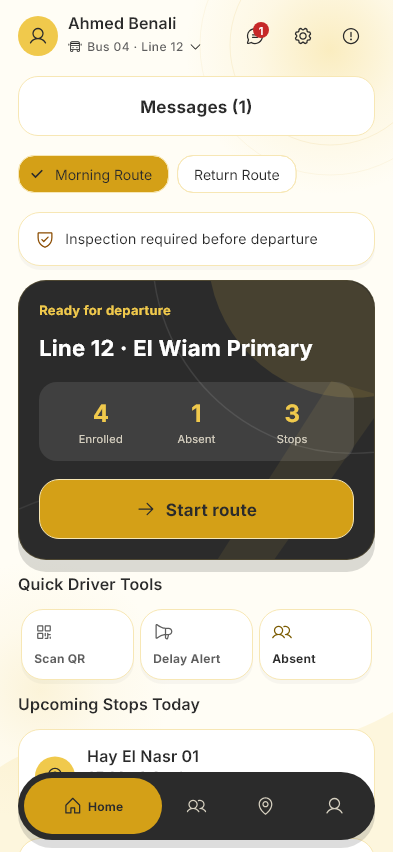 Ahmed Benali
Bus 04 · Line 12
1
Messages (1)
Morning Route
Return Route
Inspection required before departure
Ready for departure
Line 12 · El Wiam Primary
4
1
3
Enrolled
Absent
Stops
Start route
Quick Driver Tools
Scan QR
Delay Alert
Absent
Upcoming Stops Today
Hay El Nasr 01
Home